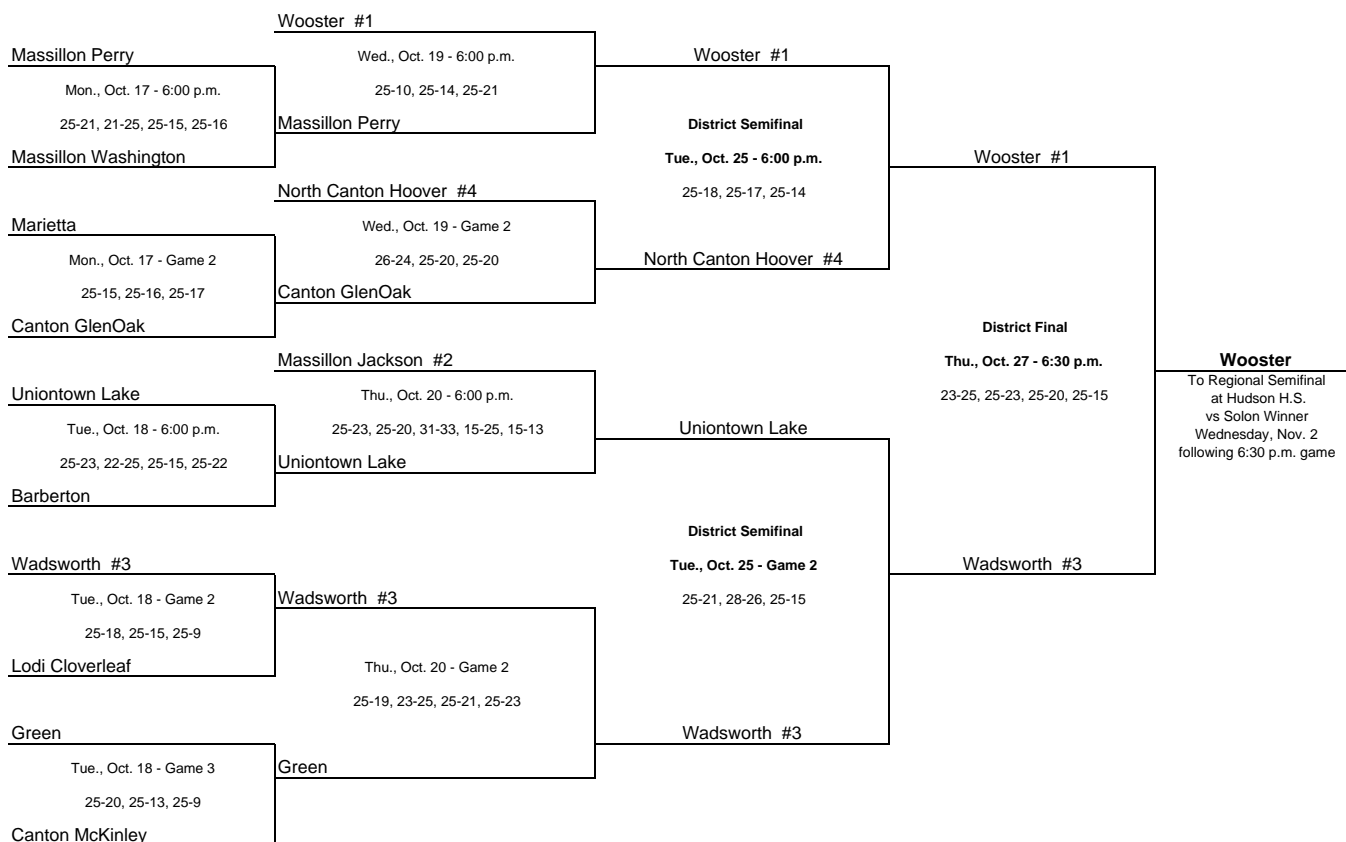 Wooster #1
Massillon Perry
Wed., Oct. 19 - 6:00 p.m.
Wooster #1
Mon., Oct. 17 - 6:00 p.m.
25-10, 25-14, 25-21
25-21, 21-25, 25-15, 25-16
Massillon Perry
District Semifinal
Massillon Washington
Tue., Oct. 25 - 6:00 p.m.
Wooster #1
North Canton Hoover #4
25-18, 25-17, 25-14
Marietta
Wed., Oct. 19 - Game 2
Mon., Oct. 17 - Game 2
26-24, 25-20, 25-20
North Canton Hoover #4
25-15, 25-16, 25-17
Canton GlenOak
Canton GlenOak
District Final
Massillon Jackson #2
Thu., Oct. 27 - 6:30 p.m.
Wooster
To Regional Semifinal
at Hudson H.S.
vs Solon Winner
Wednesday, Nov. 2
following 6:30 p.m. game
Uniontown Lake
Thu., Oct. 20 - 6:00 p.m.
23-25, 25-23, 25-20, 25-15
Tue., Oct. 18 - 6:00 p.m.
25-23, 25-20, 31-33, 15-25, 15-13
Uniontown Lake
25-23, 22-25, 25-15, 25-22
Uniontown Lake
Barberton
District Semifinal
Wadsworth #3
Tue., Oct. 25 - Game 2
Wadsworth #3
Tue., Oct. 18 - Game 2
Wadsworth #3
25-21, 28-26, 25-15
25-18, 25-15, 25-9
Lodi Cloverleaf
Thu., Oct. 20 - Game 2
25-19, 23-25, 25-21, 25-23
Green
Wadsworth #3
Tue., Oct. 18 - Game 3
Green
25-20, 25-13, 25-9
Canton McKinley